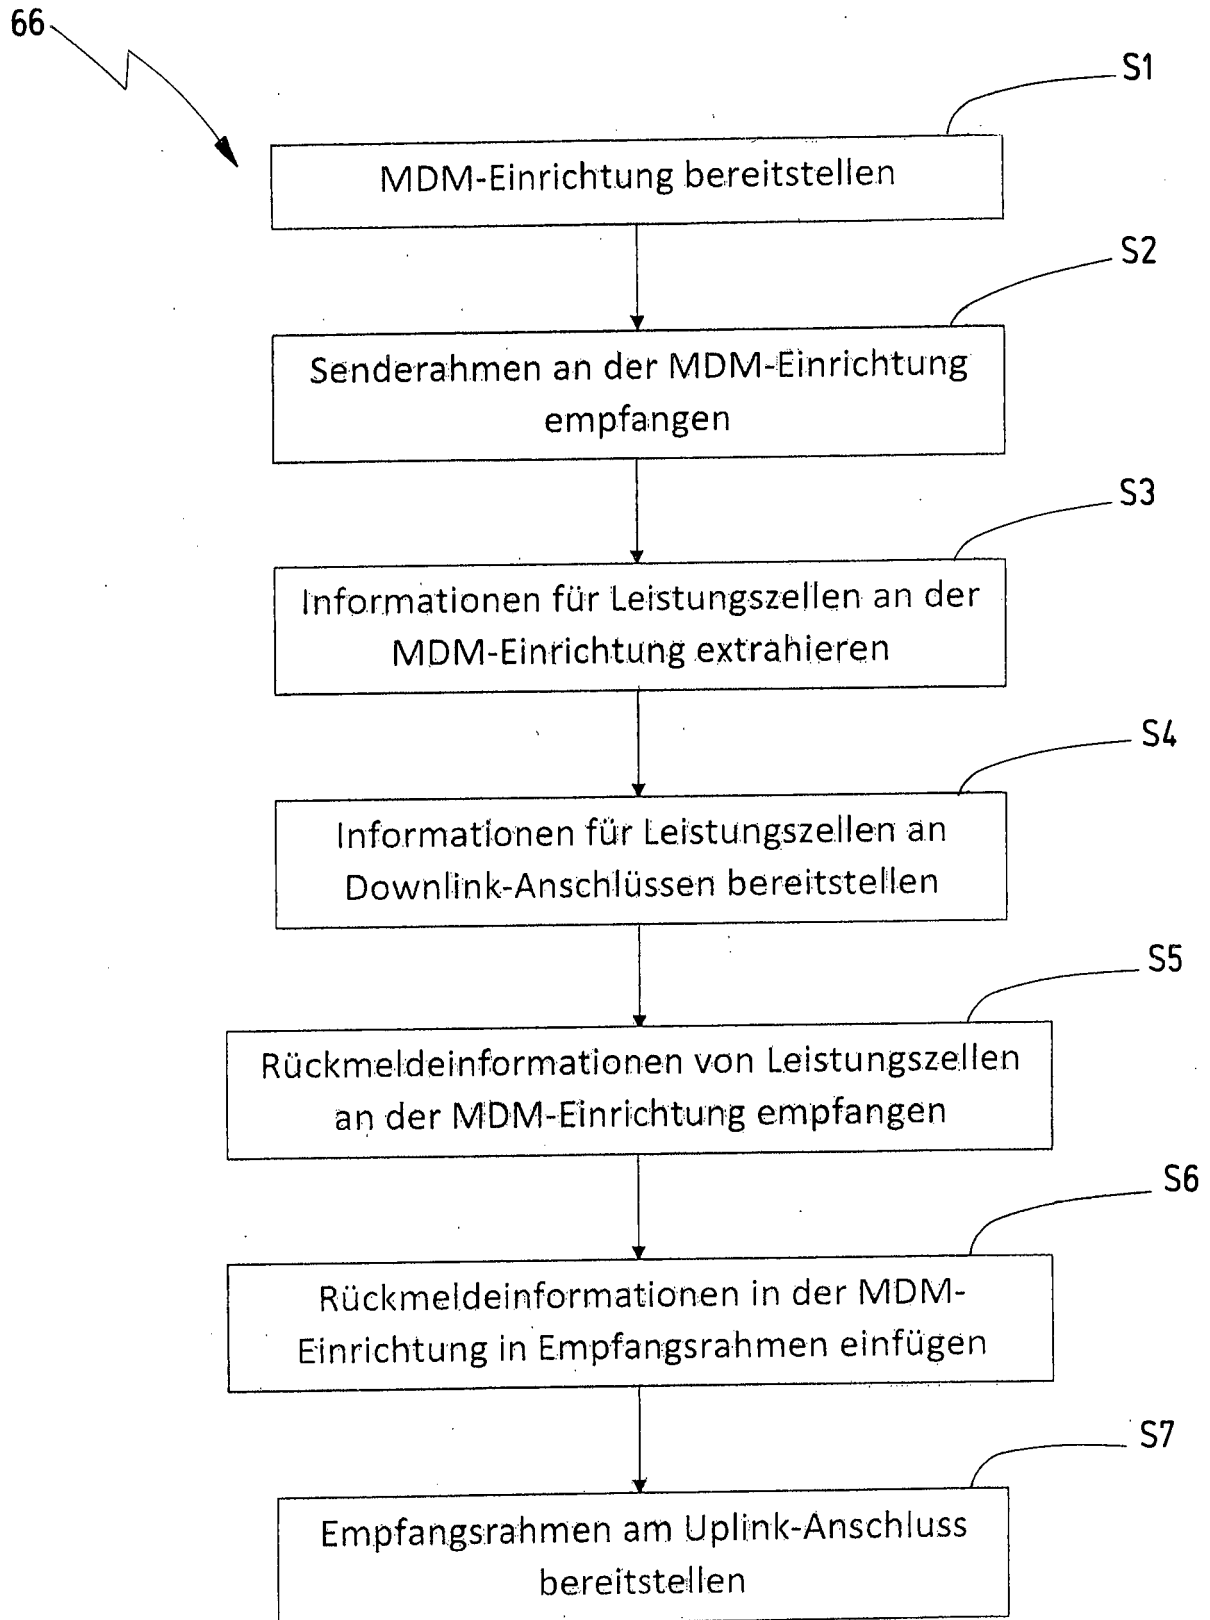 66
S1
MDM-Einrichtung bereitstellen
S2
Senderahmen an der MDM-Einrichtung
empfangen
S3
Informationen für Leistungszellen an der
MDM-Einrichtung extrahieren
S4
Informationen für Leistungszellen an
Downlink-Anschlüssen bereitstellen
S5
Rückmeldeinformationen von Leistungszellen
an der MDM-Einrichtung empfangen
S6
Rückmeldeinformationen in der MDM-
Einrichtung in Empfangsrahmen einfügen
S7
Empfangsrahmen am Uplink-Anschluss
bereitstellen